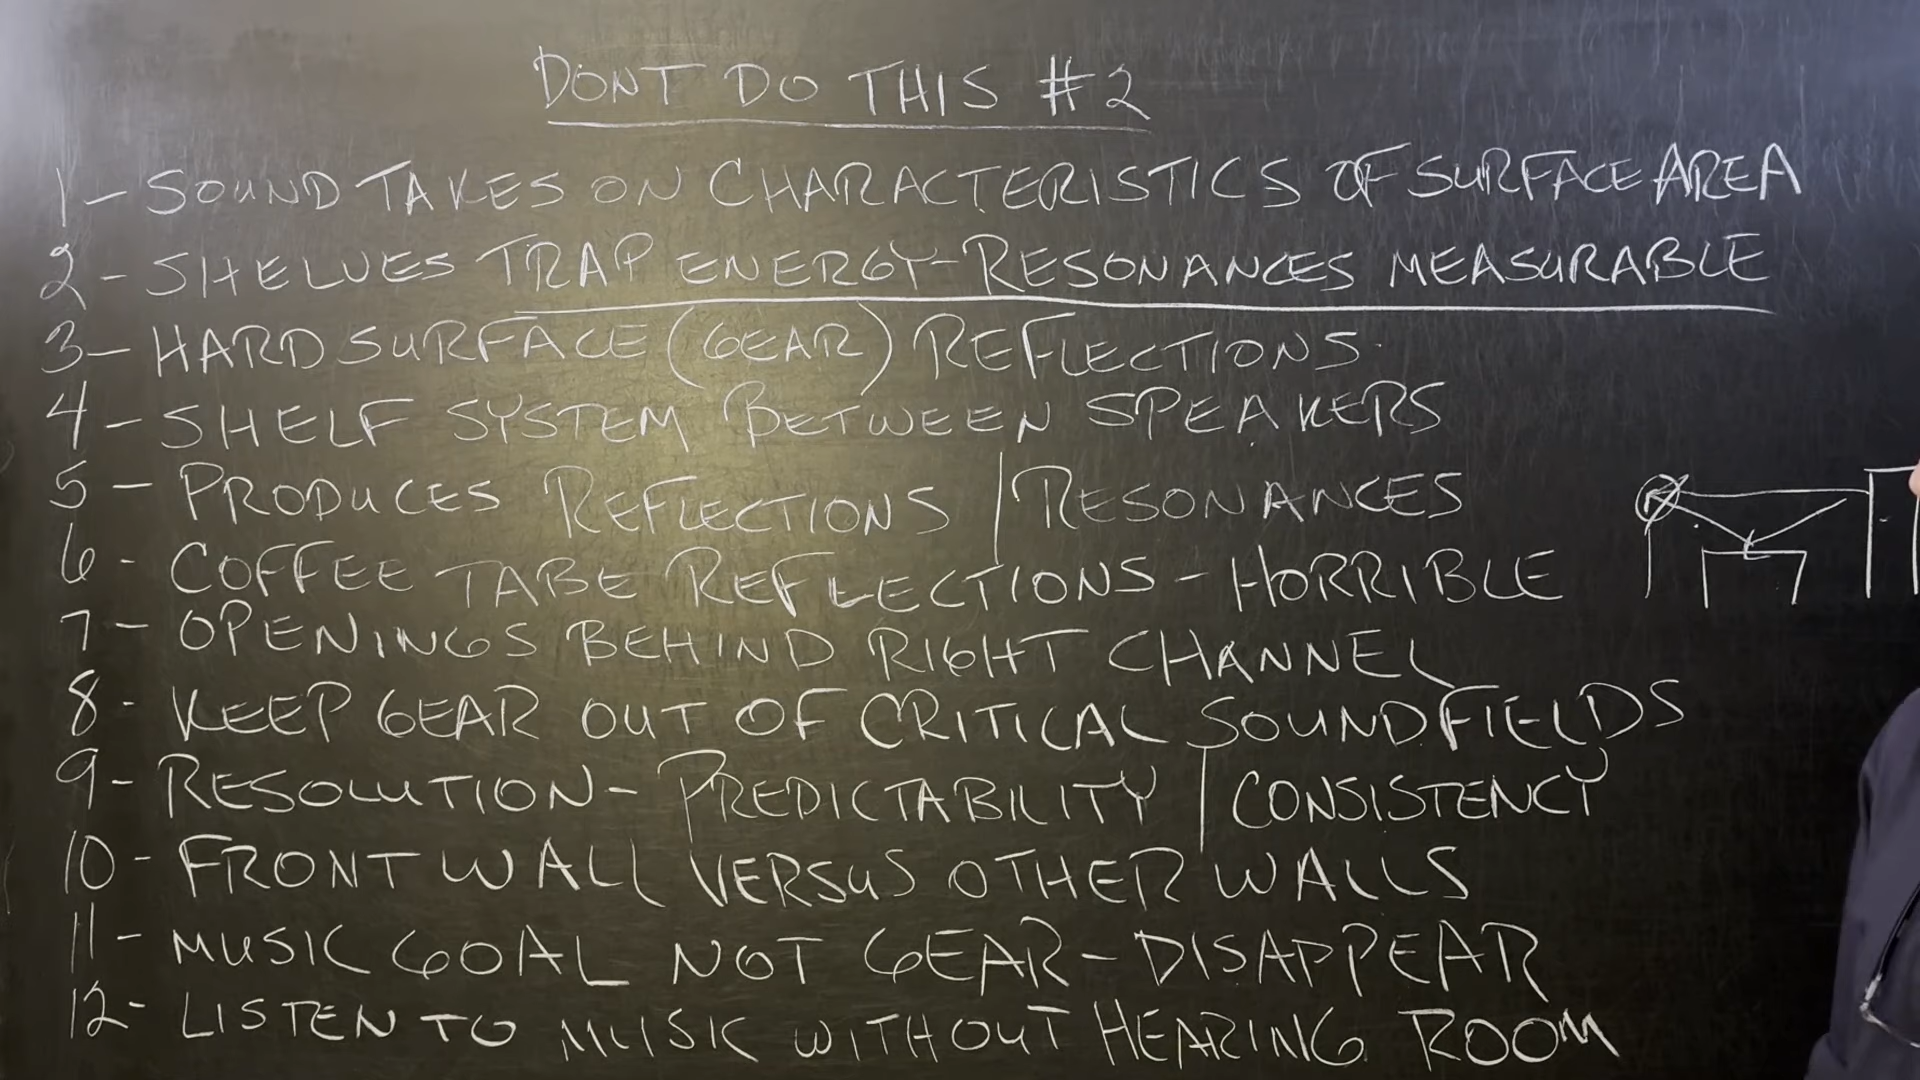 DONT DO THIS #2
1- SOUND TAKES ON CHARACTERISTICS OF SURFACE AREA
2- SHELVES TRAP ENERGY-RESONANCES MEASURABLE
3- HARD SURFACE (GEAR) REFLECTIONS.
4- SHELF SYSTEM BETWEEN SPEAKERS
5- PRODUCES REFLECTIONS | RESONANCES
6- COFFEE TABE REFLECTIONS - HORRIBLE
7- OPENINGS BEHIND RIGHT CHANNEL
8- KEEP GEAR OUT OF CRITICAL SOUND FIELDS
9- RESOLUTION- PREDICTABILITY | CONSISTENCY
10- FRONT WALL VERSUS OTHER WALLS
11- MUSIC GOAL NOT GEAR- DISAPPEAR
12- LISTEN TO MUISK WITHOUT HEARING ROOM